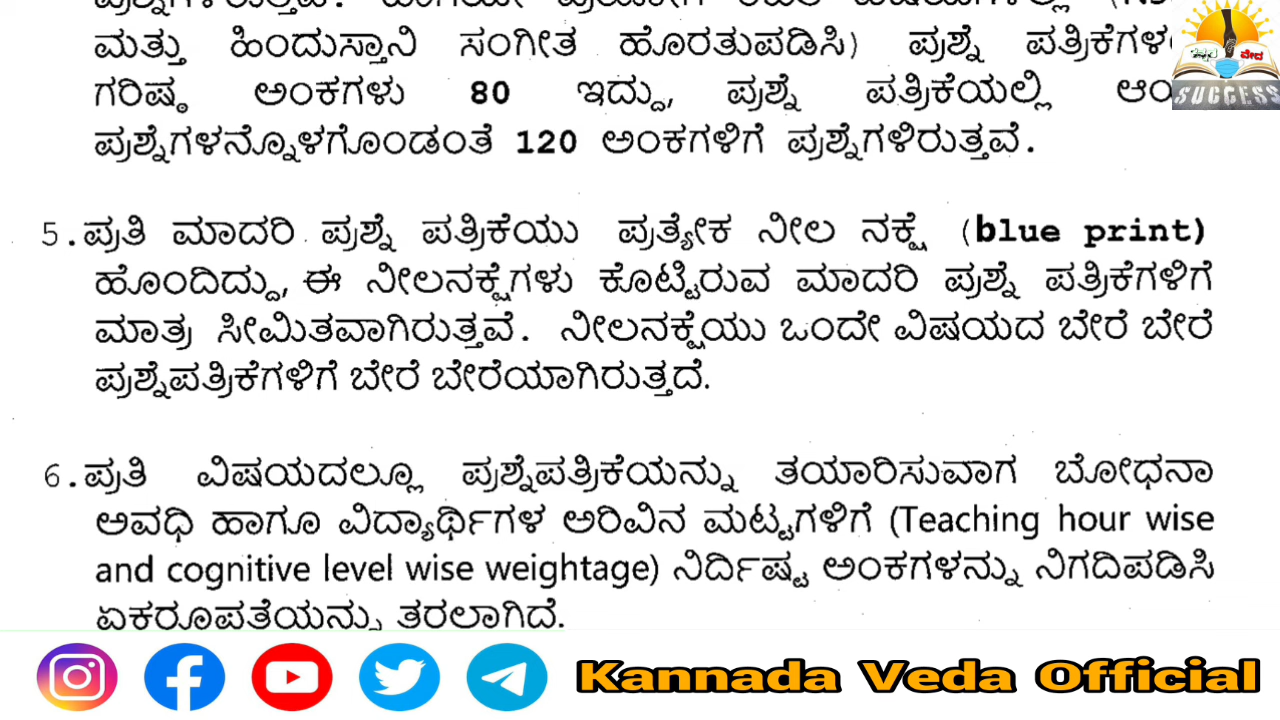 ಮತ್ತು ಹಿಂದುಸ್ತಾನಿ ಸಂಗೀತ ಹೊರತುಪಡಿಸಿ) ಪ್ರಶ್ನೆ
ಗರಿಷ್ಠ ಅಂಕಗಳು 80 ಇದ್ದು, ಪ್ರಶ್ನೆ ಪತ್ರಿಕೆಯಲ್ಲಿ
ಪ್ರಶ್ನೆಗಳನ್ನೊಳಗೊಂಡಂತೆ 120 ಅಂಕಗಳಿಗೆ ಪ್ರಶ್ನೆಗಳಿರುತ್ತವೆ.
5.ಪ್ರತಿ ಮಾದರಿ ಪ್ರಶ್ನೆ ಪತ್ರಿಕೆಯು ಪ್ರತ್ಯೇಕ ನೀಲ ನಕ್ಷೆ (blue print)
ಹೊಂದಿದ್ದು, ಈ ನೀಲನಕ್ಷೆಗಳು ಕೊಟ್ಟಿರುವ ಮಾದರಿ ಪ್ರಶ್ನೆ ಪತ್ರಿಕೆಗಳಿಗೆ
ಮಾತ್ರ ಸೀಮಿತವಾಗಿರುತ್ತವೆ. ನೀಲನಕ್ಷೆಯು ಒಂದೇ ವಿಷಯದ ಬೇರೆ ಬೇರೆ
ಪ್ರಶ್ನೆಪತ್ರಿಕೆಗಳಿಗೆ ಬೇರೆ ಬೇರೆಯಾಗಿರುತ್ತದೆ.
6.ಪ್ರತಿ ವಿಷಯದಲ್ಲೂ ಪ್ರಶ್ನೆಪತ್ರಿಕೆಯನ್ನು ತಯಾರಿಸುವಾಗ ಬೋಧನಾ
ಅವಧಿ ಹಾಗೂ ವಿದ್ಯಾರ್ಥಿಗಳ ಅರಿವಿನ ಮಟ್ಟಗಳಿಗೆ (Teaching hour wise
and cognitive level wise weightage) ನಿರ್ದಿಷ್ಟ ಅಂಕಗಳನ್ನು ನಿಗದಿಪಡಿಸಿ
ಏಕರೂಪತೆಯನ್ನು ತರಲಾಗಿದೆ.
ವೇದ
SUCCESS
Kannada Veda Official